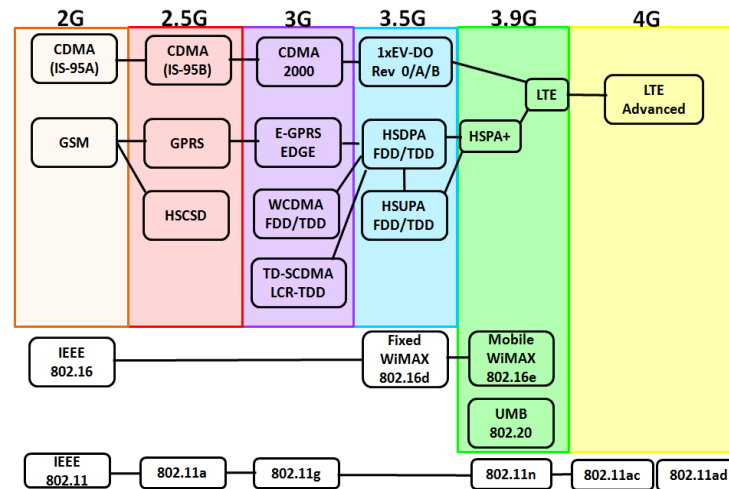 2G
2.5G
3G
3.5G
3.9G
4G
CDMA
(IS-95A)
CDMA
(IS-95B)
CDMA
2000
1xEV-DO
Rev 0/A/B
LTE
LTE
Advanced
GSM
GPRS
E-GPRS
EDGE
HSDPA
FDD/TDD
HSPA+
HSCSD
WCDMA
FDD/TDD
HSUPA
FDD/TDD
TD-SCDMA
LCR-TDD
IEEE
802.16
Fixed
WiMAX
802.16d
Mobile
WiMAX
802.16e
UMB
802.20
IEEE
802.11
802.11a
802.11g
802.11n
802.11ac
802.11ad